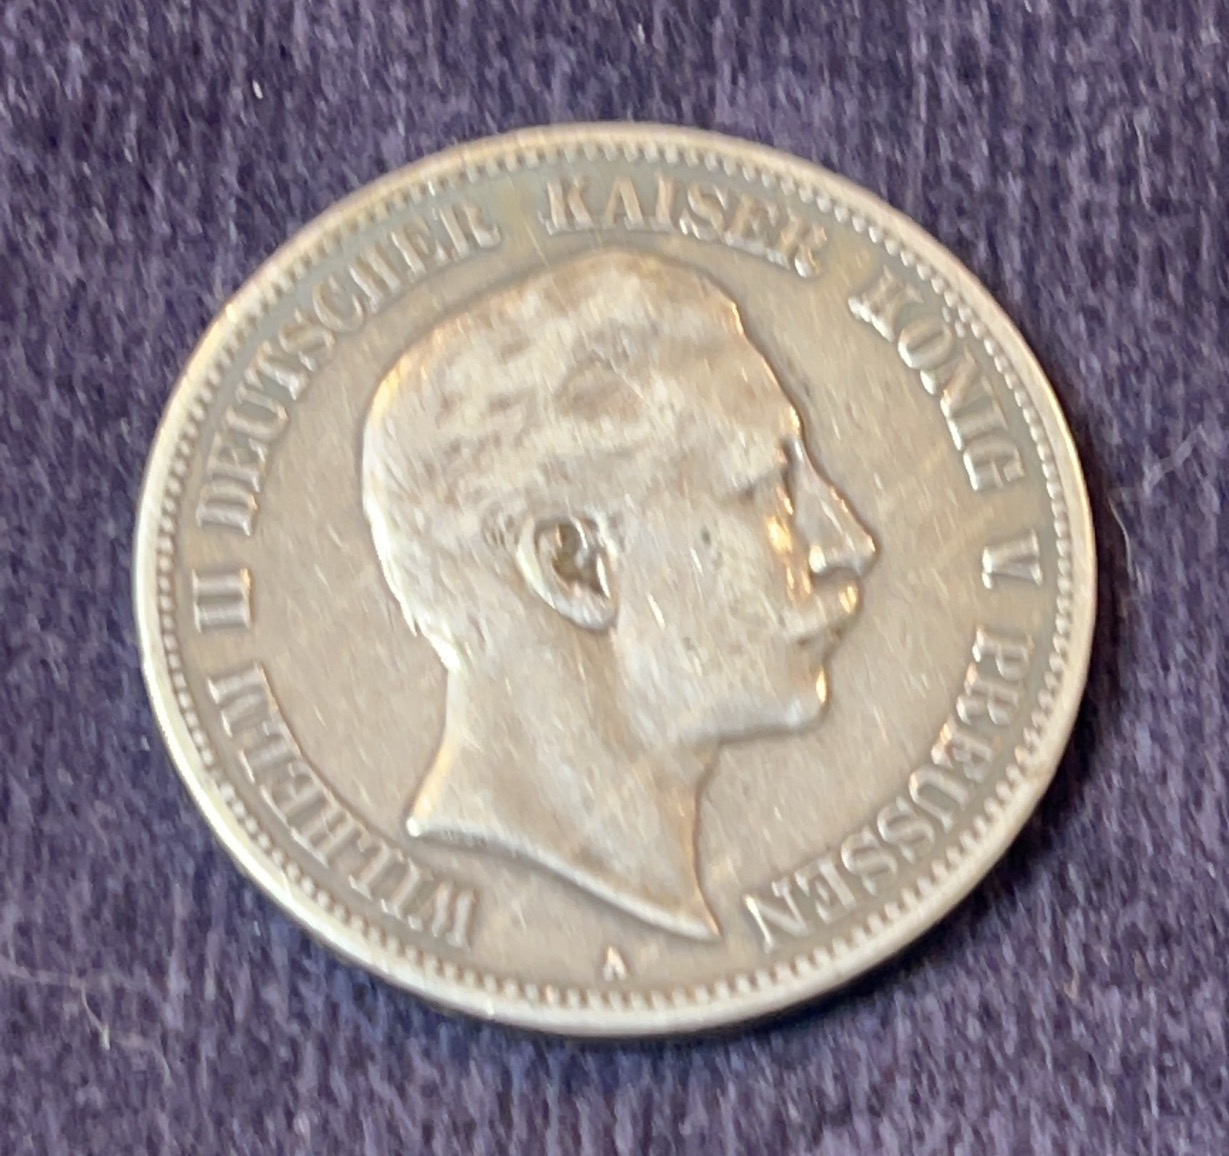 WILHELM II DEUTSCHER KAISER KÖNIG V PREUSSEN
A